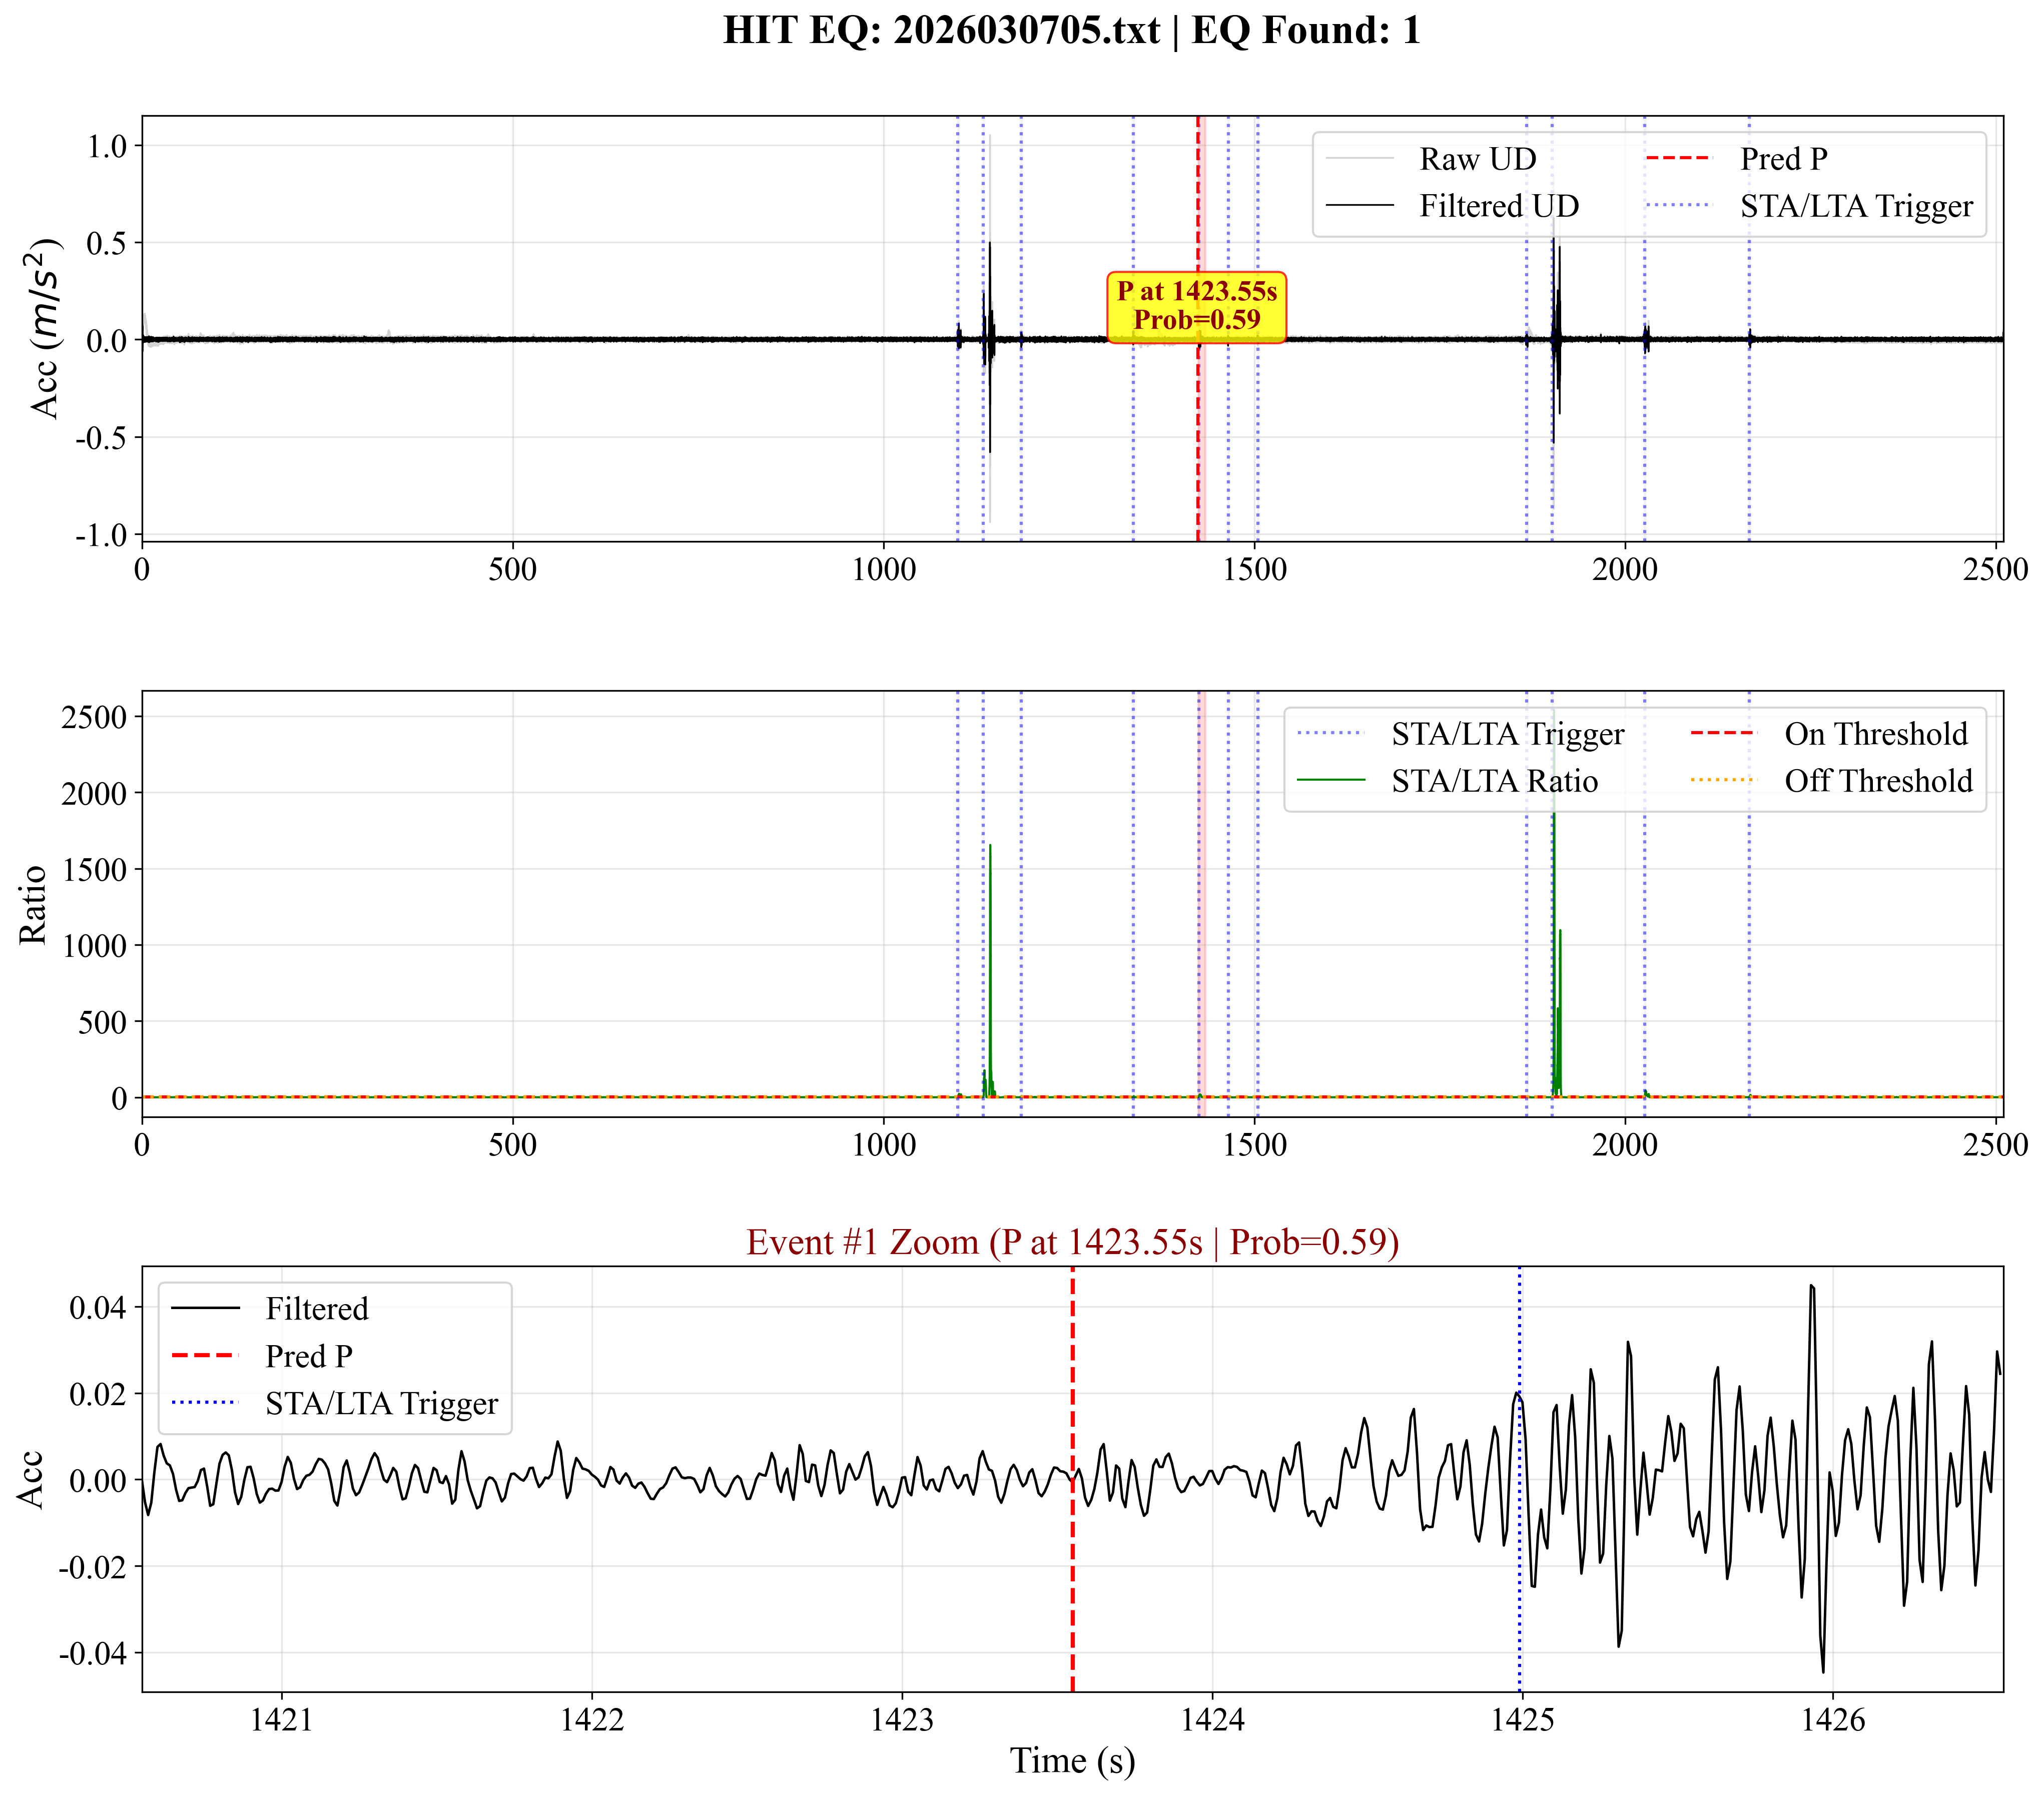 HIT EQ: 2026030705.txt | EQ Found: 1
Acc (m/s²)
1.0
0.5
0.0
-0.5
-1.0
Raw UD
Filtered UD
Pred P
STA/LTA Trigger
P at 1423.55s
Prob=0.59
0 500 1000 1500 2000 2500
Ratio
2500
2000
1500
1000
500
0
STA/LTA Trigger
STA/LTA Ratio
On Threshold
Off Threshold
0 500 1000 1500 2000 2500
Event #1 Zoom (P at 1423.55s | Prob=0.59)
Acc
0.04
0.02
0.00
-0.02
-0.04
Filtered
Pred P
STA/LTA Trigger
1421 1422 1423 1424 1425 1426
Time (s)